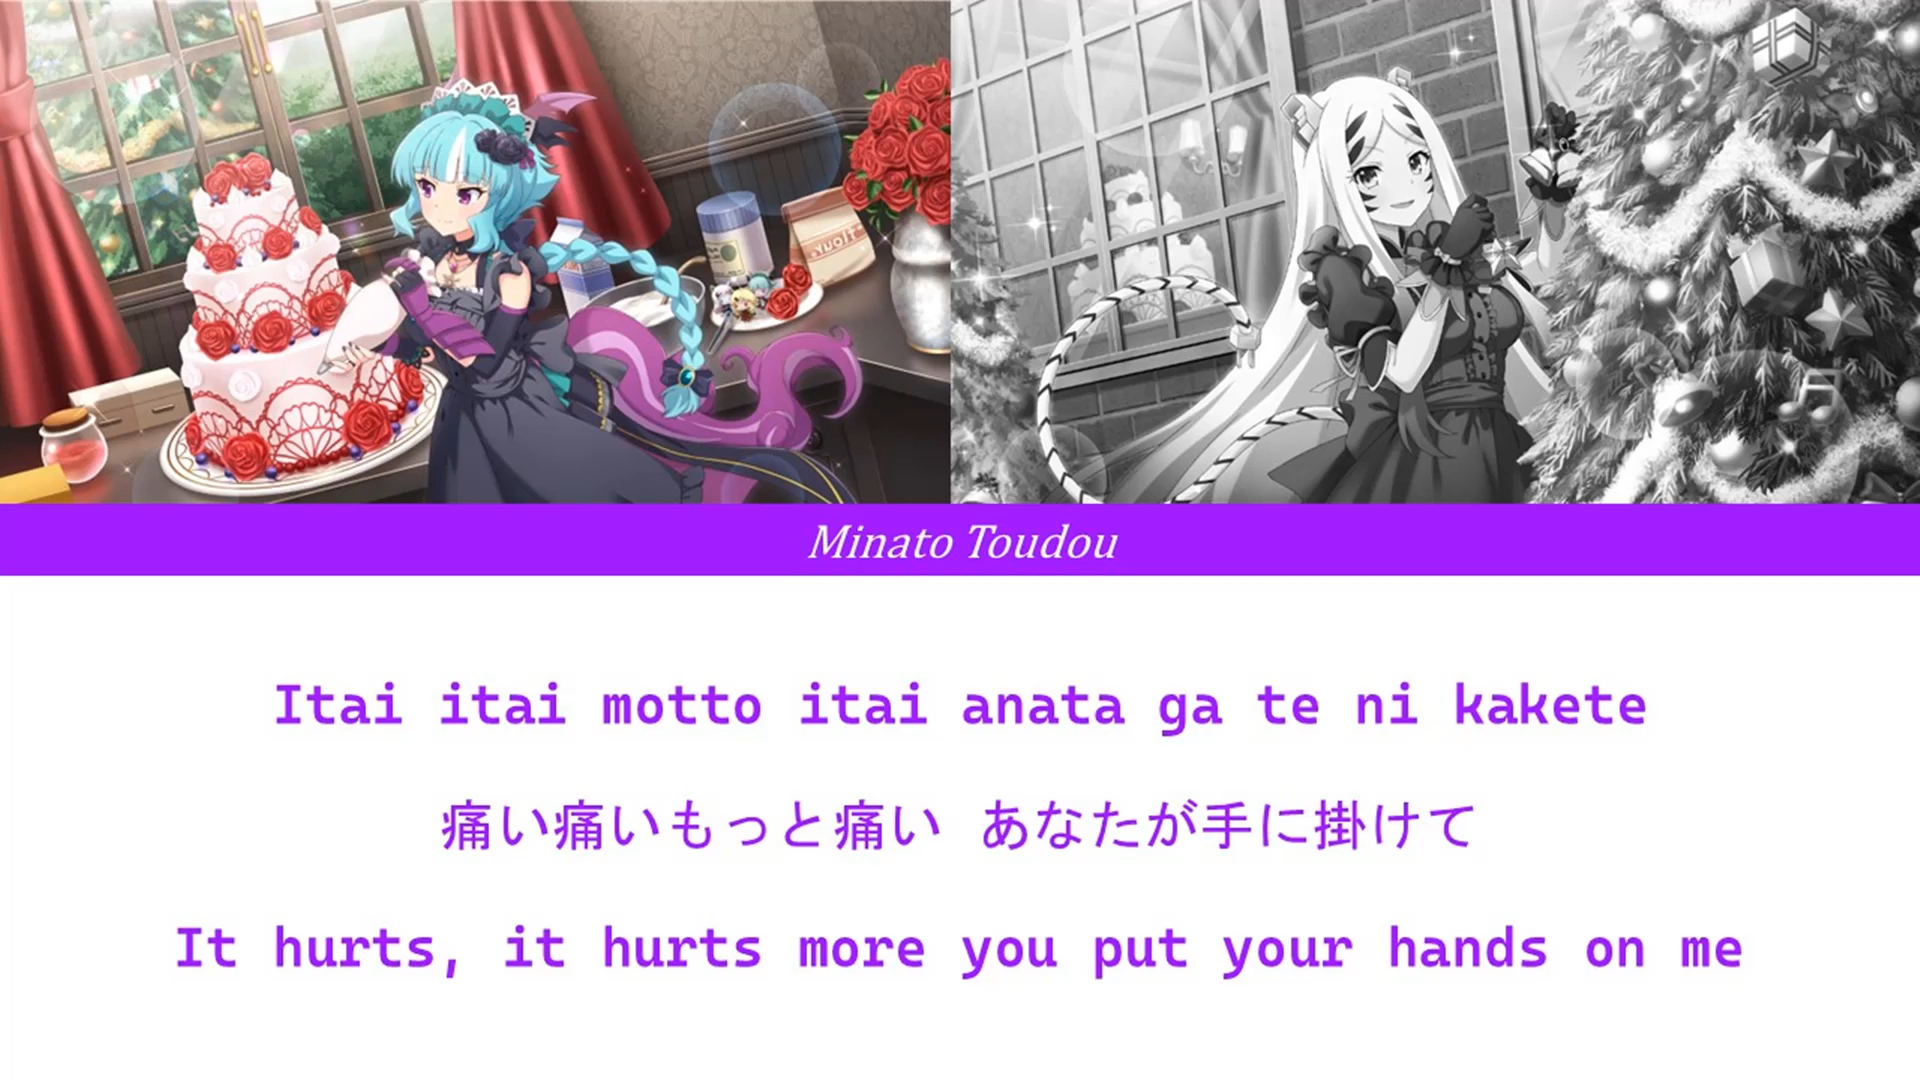 Minato Toudou
Itai itai motto itai anata ga te ni kakete
痛い痛いもっと痛い あなたが手に掛けて
It hurts, it hurts more you put your hands on me